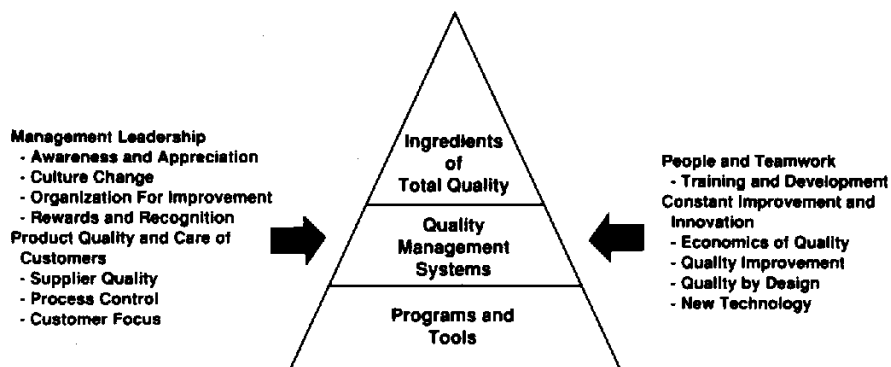 Management Leadership
- Awareness and Appreciation
- Culture Change
- Organization For Improvement
- Rewards and Recognition
Product Quality and Care of
Customers
- Supplier Quality
- Process Control
- Customer Focus
Ingredients
of
Total Quality
Quality
Management
Systems
Programs and
Tools
People and Teamwork
- Training and Development
Constant Improvement and
Innovation
- Economics of Quality
- Quality Improvement
- Quality by Design
- New Technology